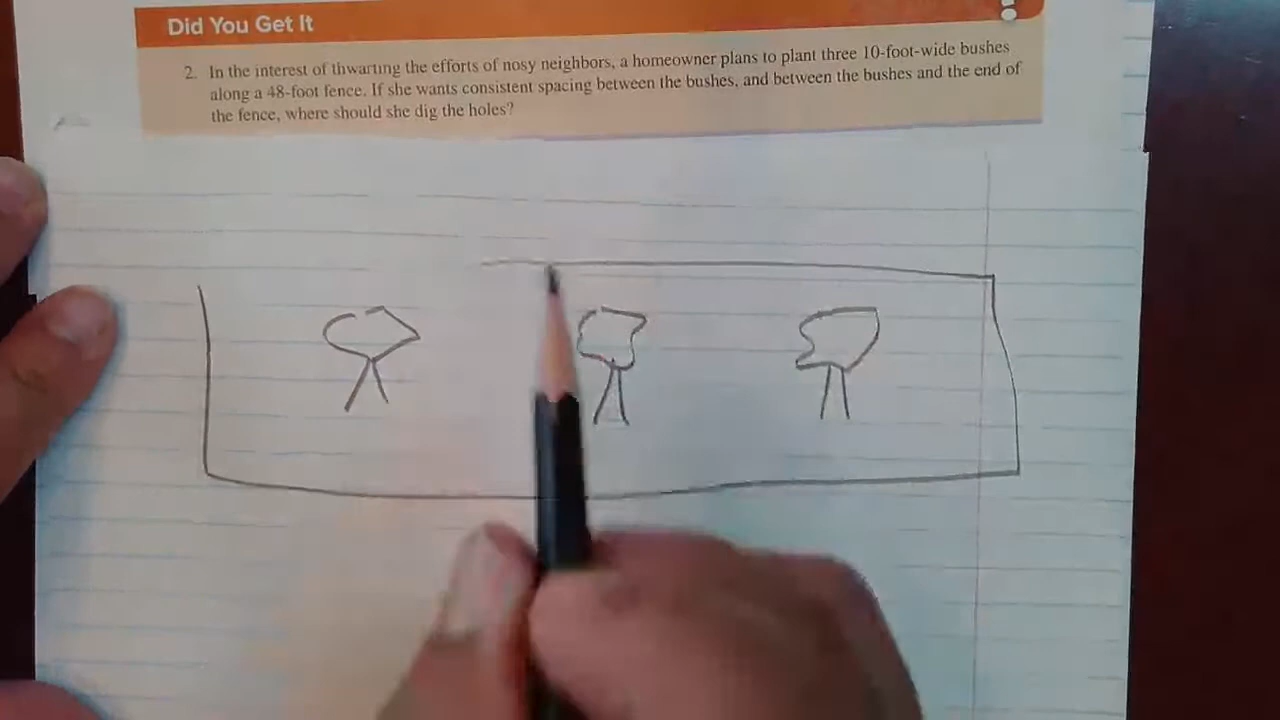 Did You Get It
2. In the interest of thwarting the efforts of nosy neighbors, a homeowner plans to plant three 10-foot-wide bushes
along a 48-foot fence. If she wants consistent spacing between the bushes, and between the bushes and the end of
the fence, where should she dig the holes?